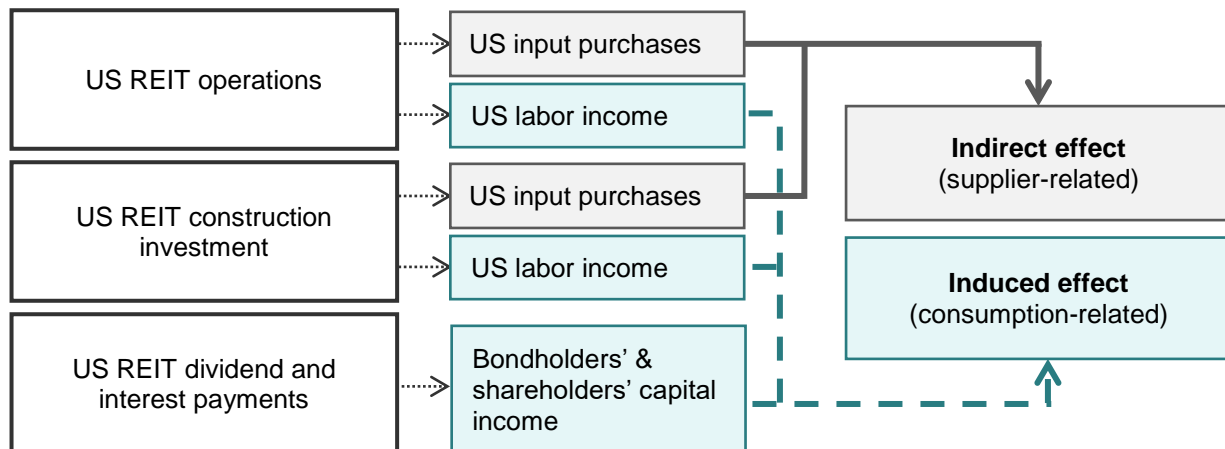 US REIT operations
US input purchases
US labor income
US REIT construction
investment
US input purchases
US labor income
US REIT dividend and
interest payments
Bondholders’ &
shareholders’ capital
income
Indirect effect
(supplier-related)
Induced effect
(consumption-related)